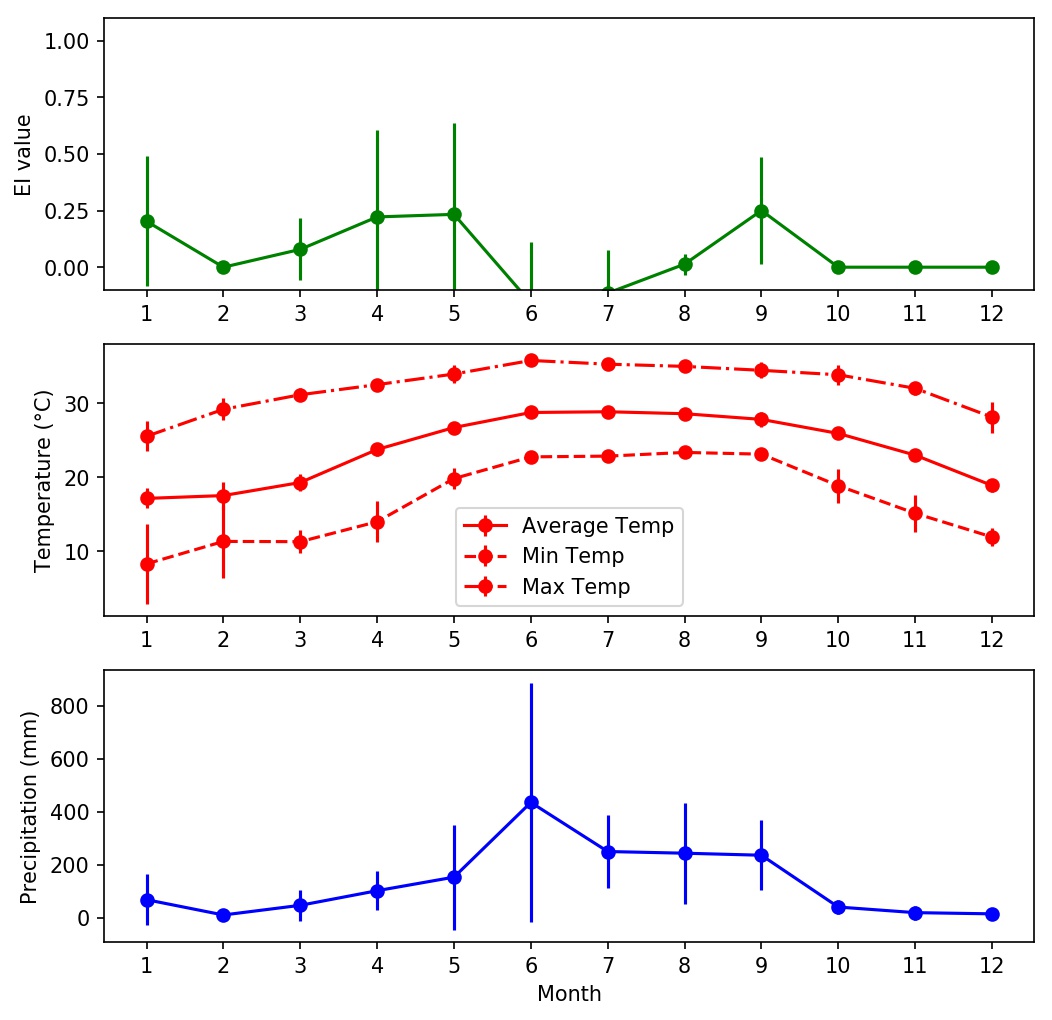 1.00
0.75
0.50
0.25
0.00
EI value
1 2 3 4 5 6 7 8 9 10 11 12
30
20
10
Temperature (°C)
Average Temp
Min Temp
Max Temp
1 2 3 4 5 6 7 8 9 10 11 12
800
600
400
200
0
Precipitation (mm)
1 2 3 4 5 6 7 8 9 10 11 12
Month